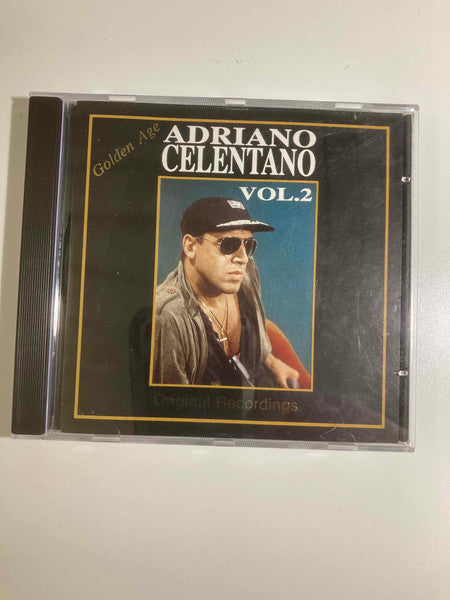 Golden Age
ADRIANO
CELENTANO
VOL.2
Original Recordings